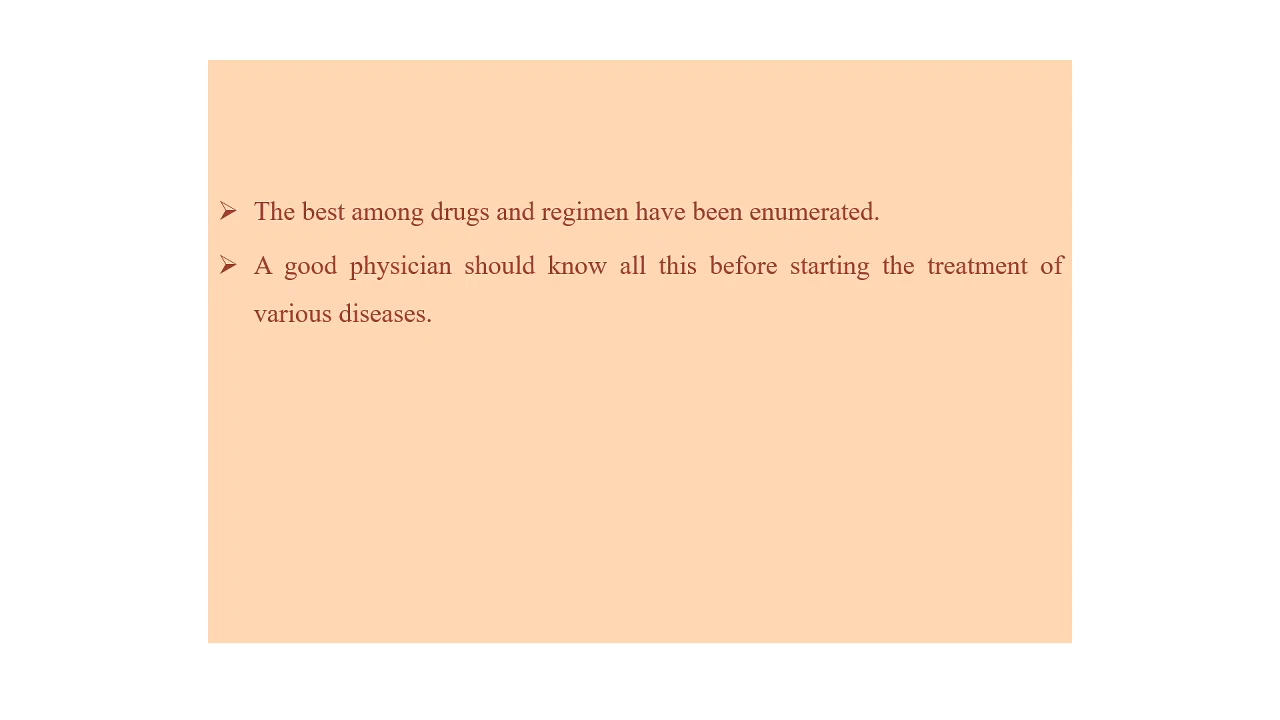 ➢ The best among drugs and regimen have been enumerated.
➢ A good physician should know all this before starting the treatment of
various diseases.